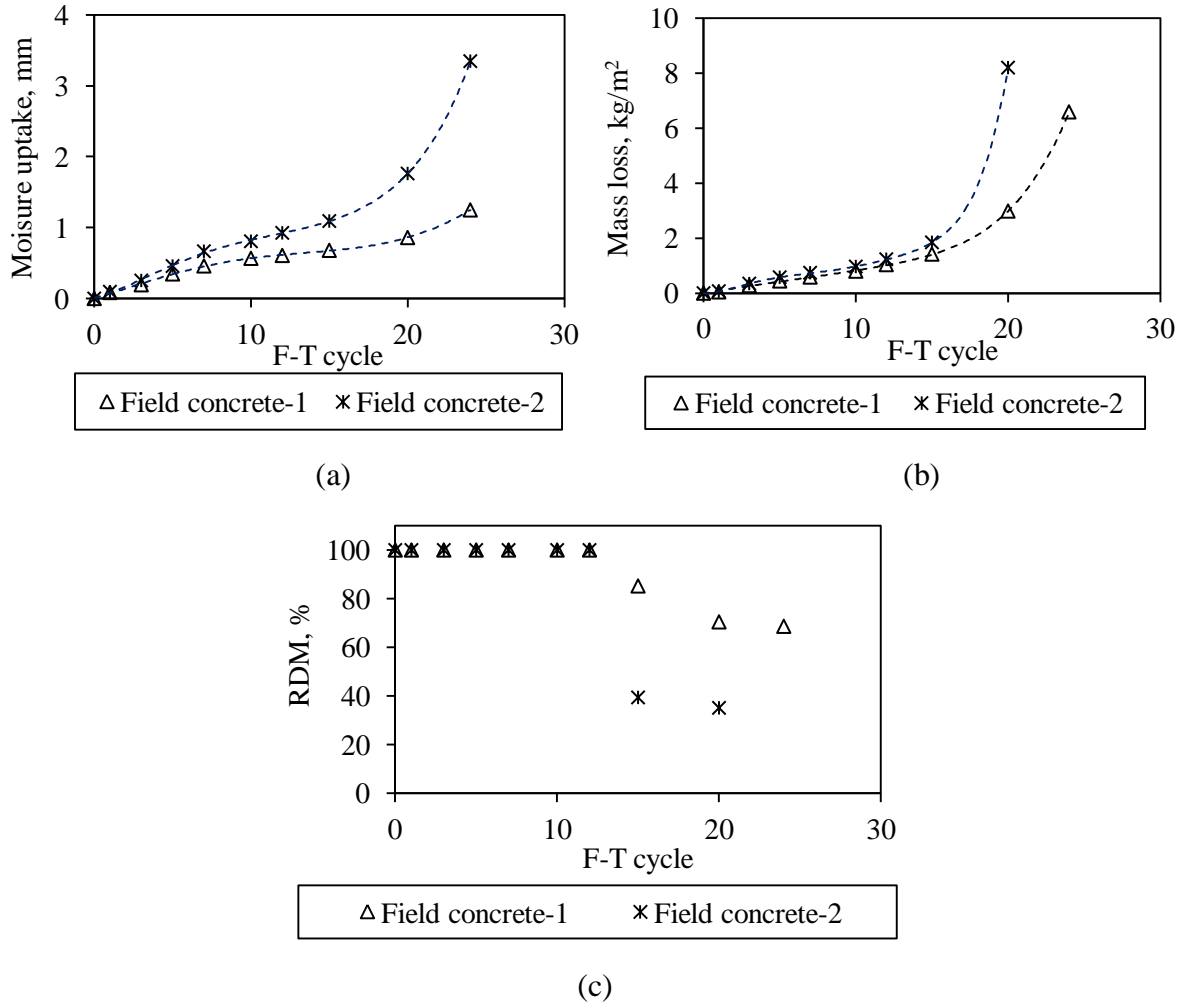 Moisure uptake, mm
4
3
2
1
0
0 10 20 30
F-T cycle
Field concrete-1 Field concrete-2
(a)
Mass loss, kg/m²
10
8
6
4
2
0
0 10 20 30
F-T cycle
Field concrete-1 Field concrete-2
(b)
RDM, %
100
80
60
40
20
0
0 10 20 30
F-T cycle
Field concrete-1 Field concrete-2
(c)